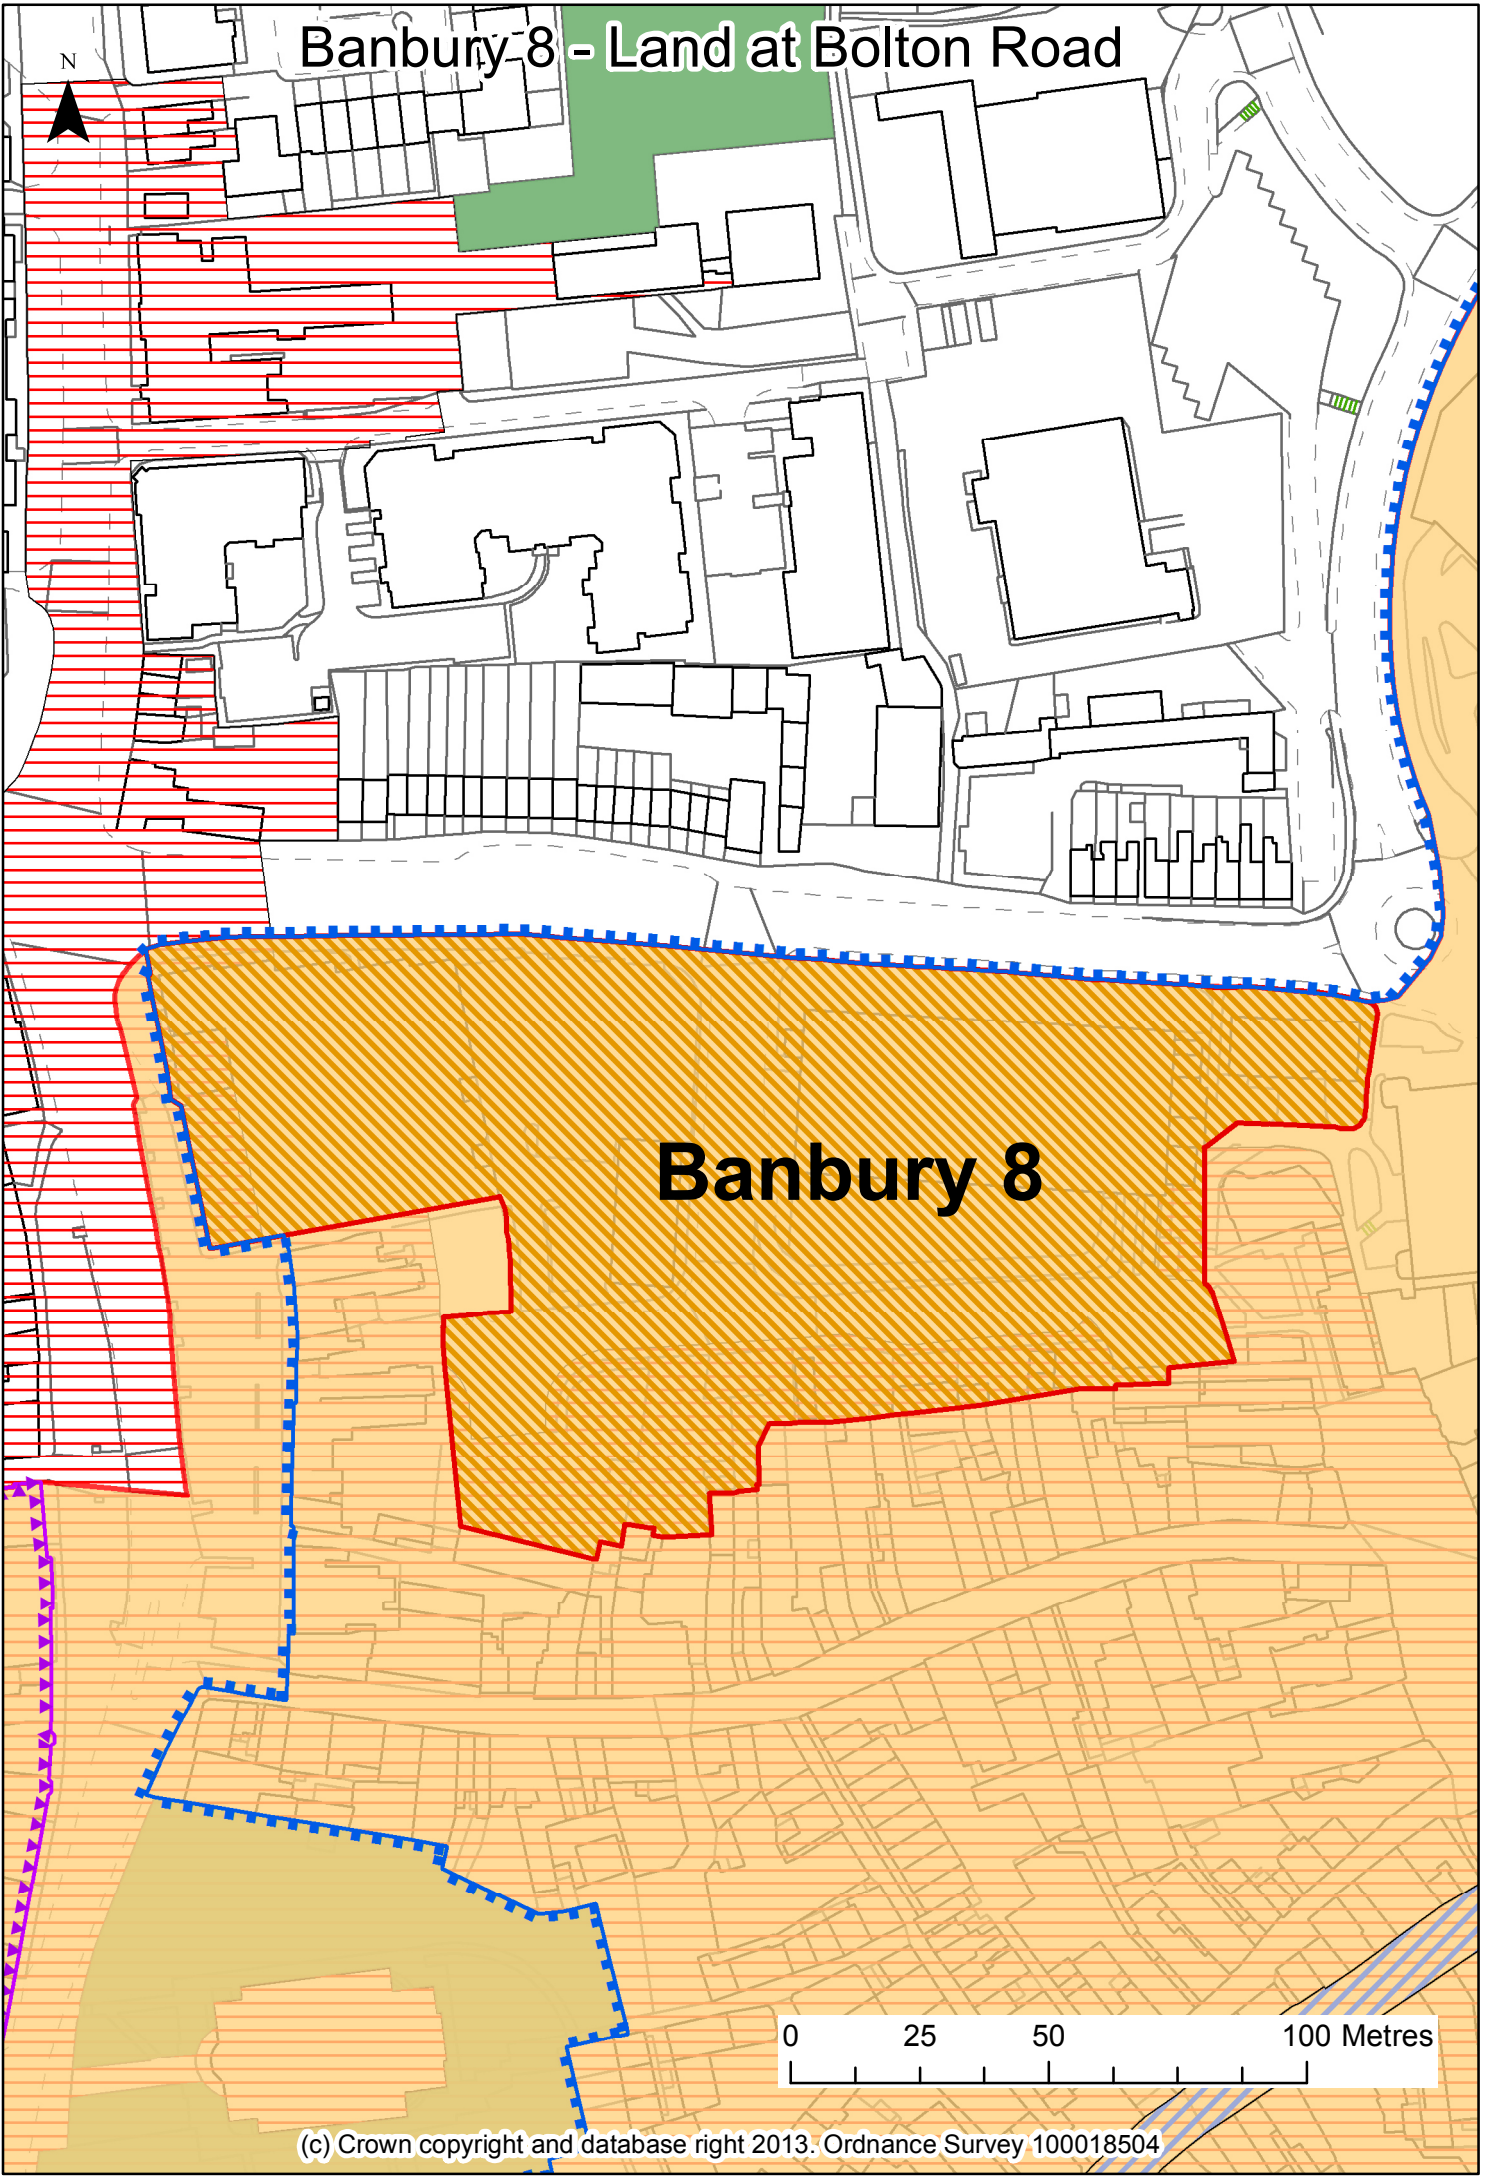 Banbury 8 - Land at Bolton Road
N
Banbury 8
0 25 50 100 Metres
(c) Crown copyright and database right 2013. Ordnance Survey 100018504